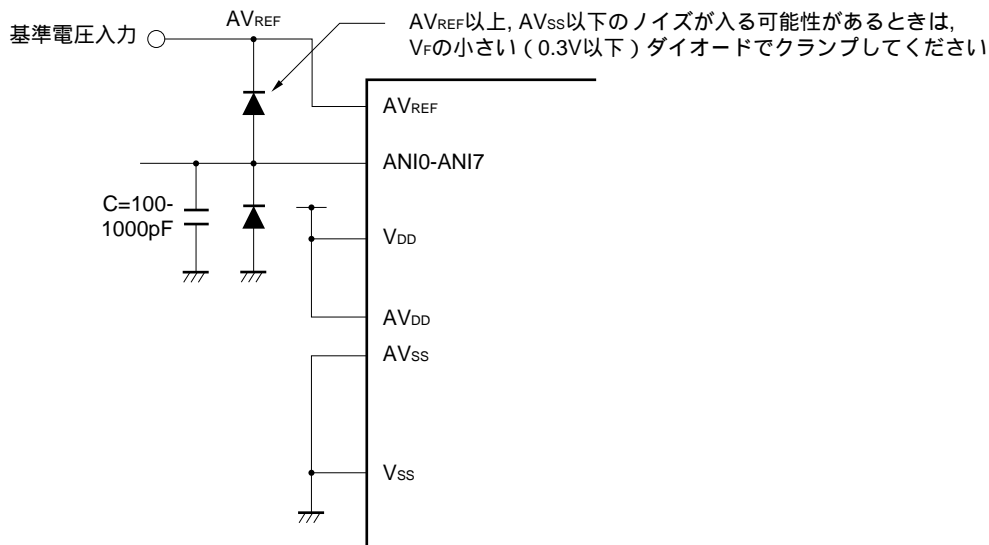 AVREF
AVREF以上, AVSS以下のノイズが入る可能性があるときは,
基準電圧入力
VFの小さい(0.3V以下)ダイオードでクランプしてください
AVREF
ANI0-ANI7
C=100-
1000pF
VDD
AVDD
AVSS
VSS